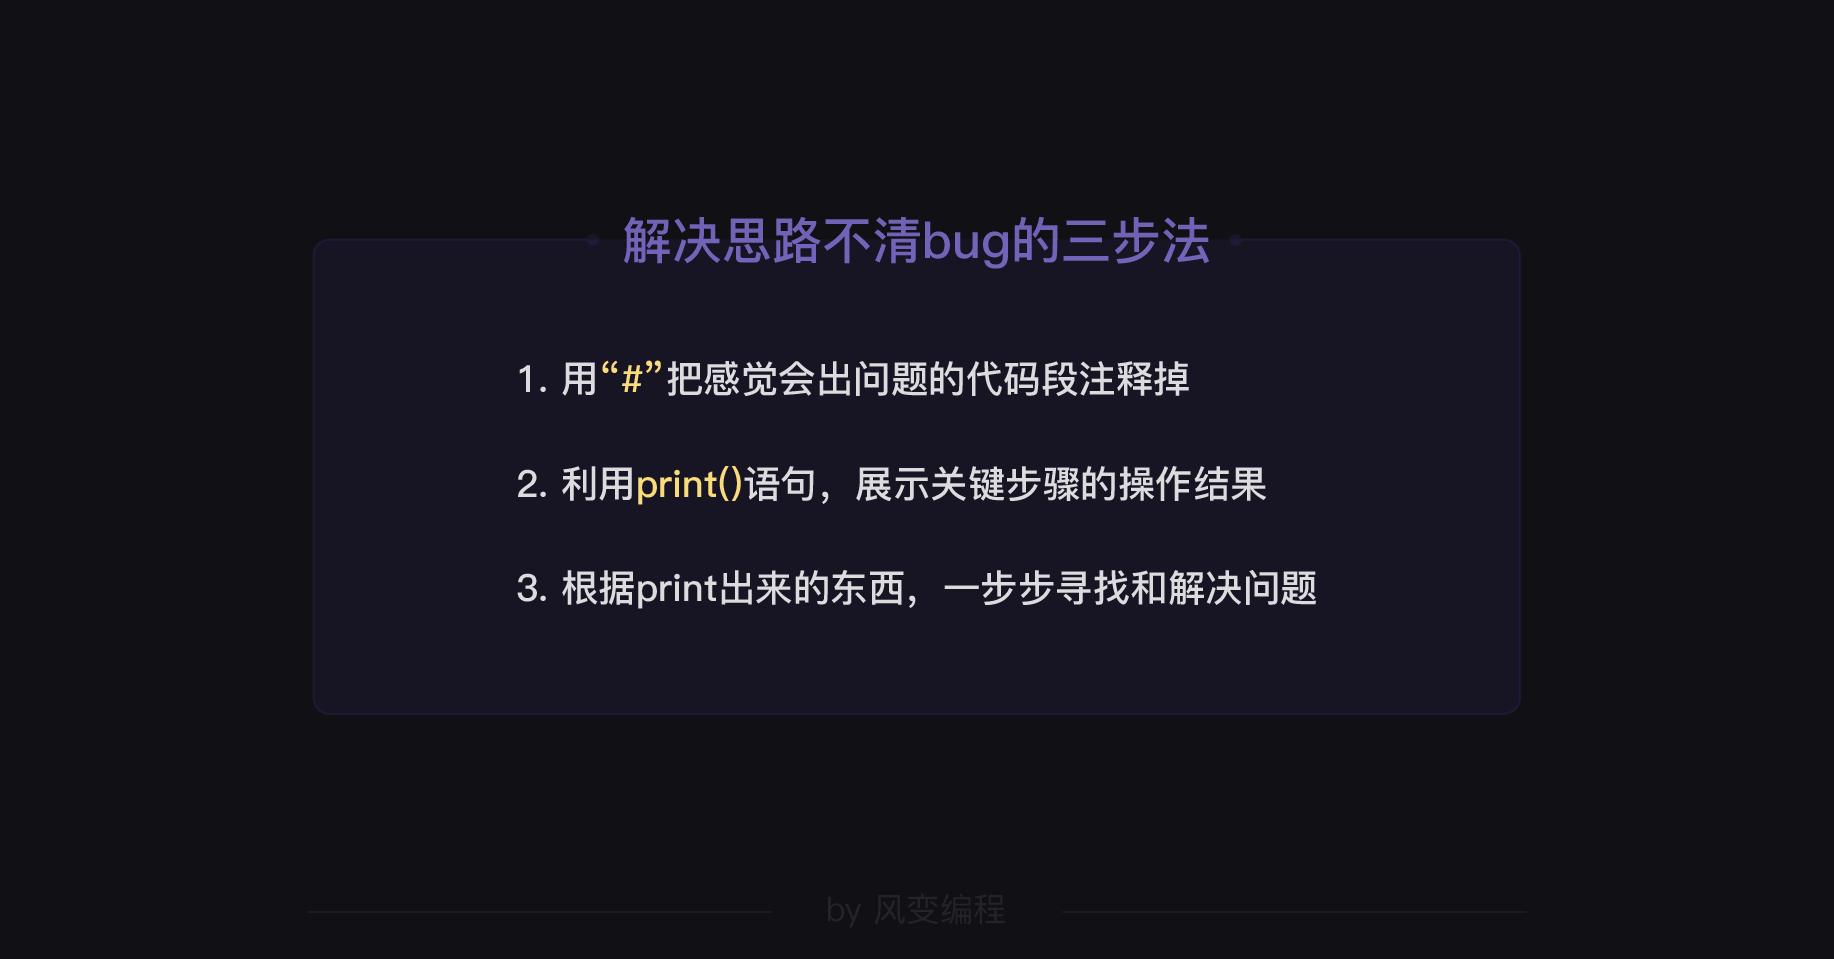 解决思路不清bug的三步法
1. 用“#”把感觉会出问题的代码段注释掉
2. 利用print()语句，展示关键步骤的操作结果
3. 根据print出来的东西，一步步寻找和解决问题
by 风变编程